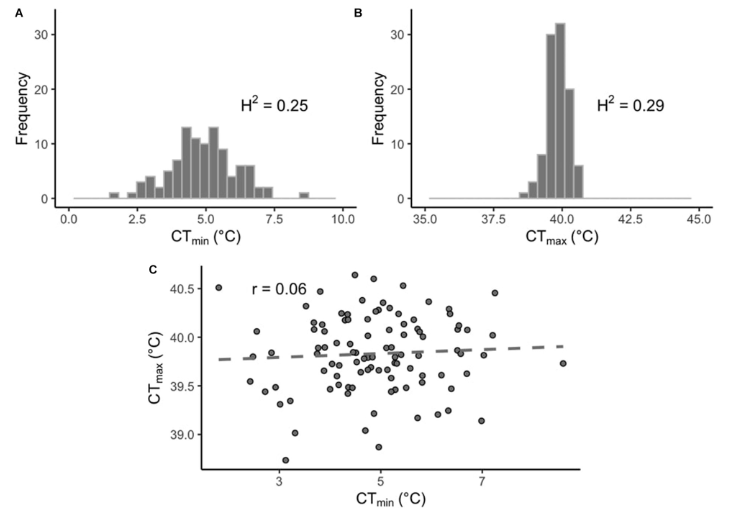 A
Frequency
30
20
10
0
H² = 0.25
0.0 2.5 5.0 7.5 10.0
CTmin (°C)
B
Frequency
30
20
10
0
H² = 0.29
35.0 37.5 40.0 42.5 45.0
CTmax (°C)
C
CTmax (°C)
40.5
40.0
39.5
39.0
r = 0.06
3 5 7
CTmin (°C)